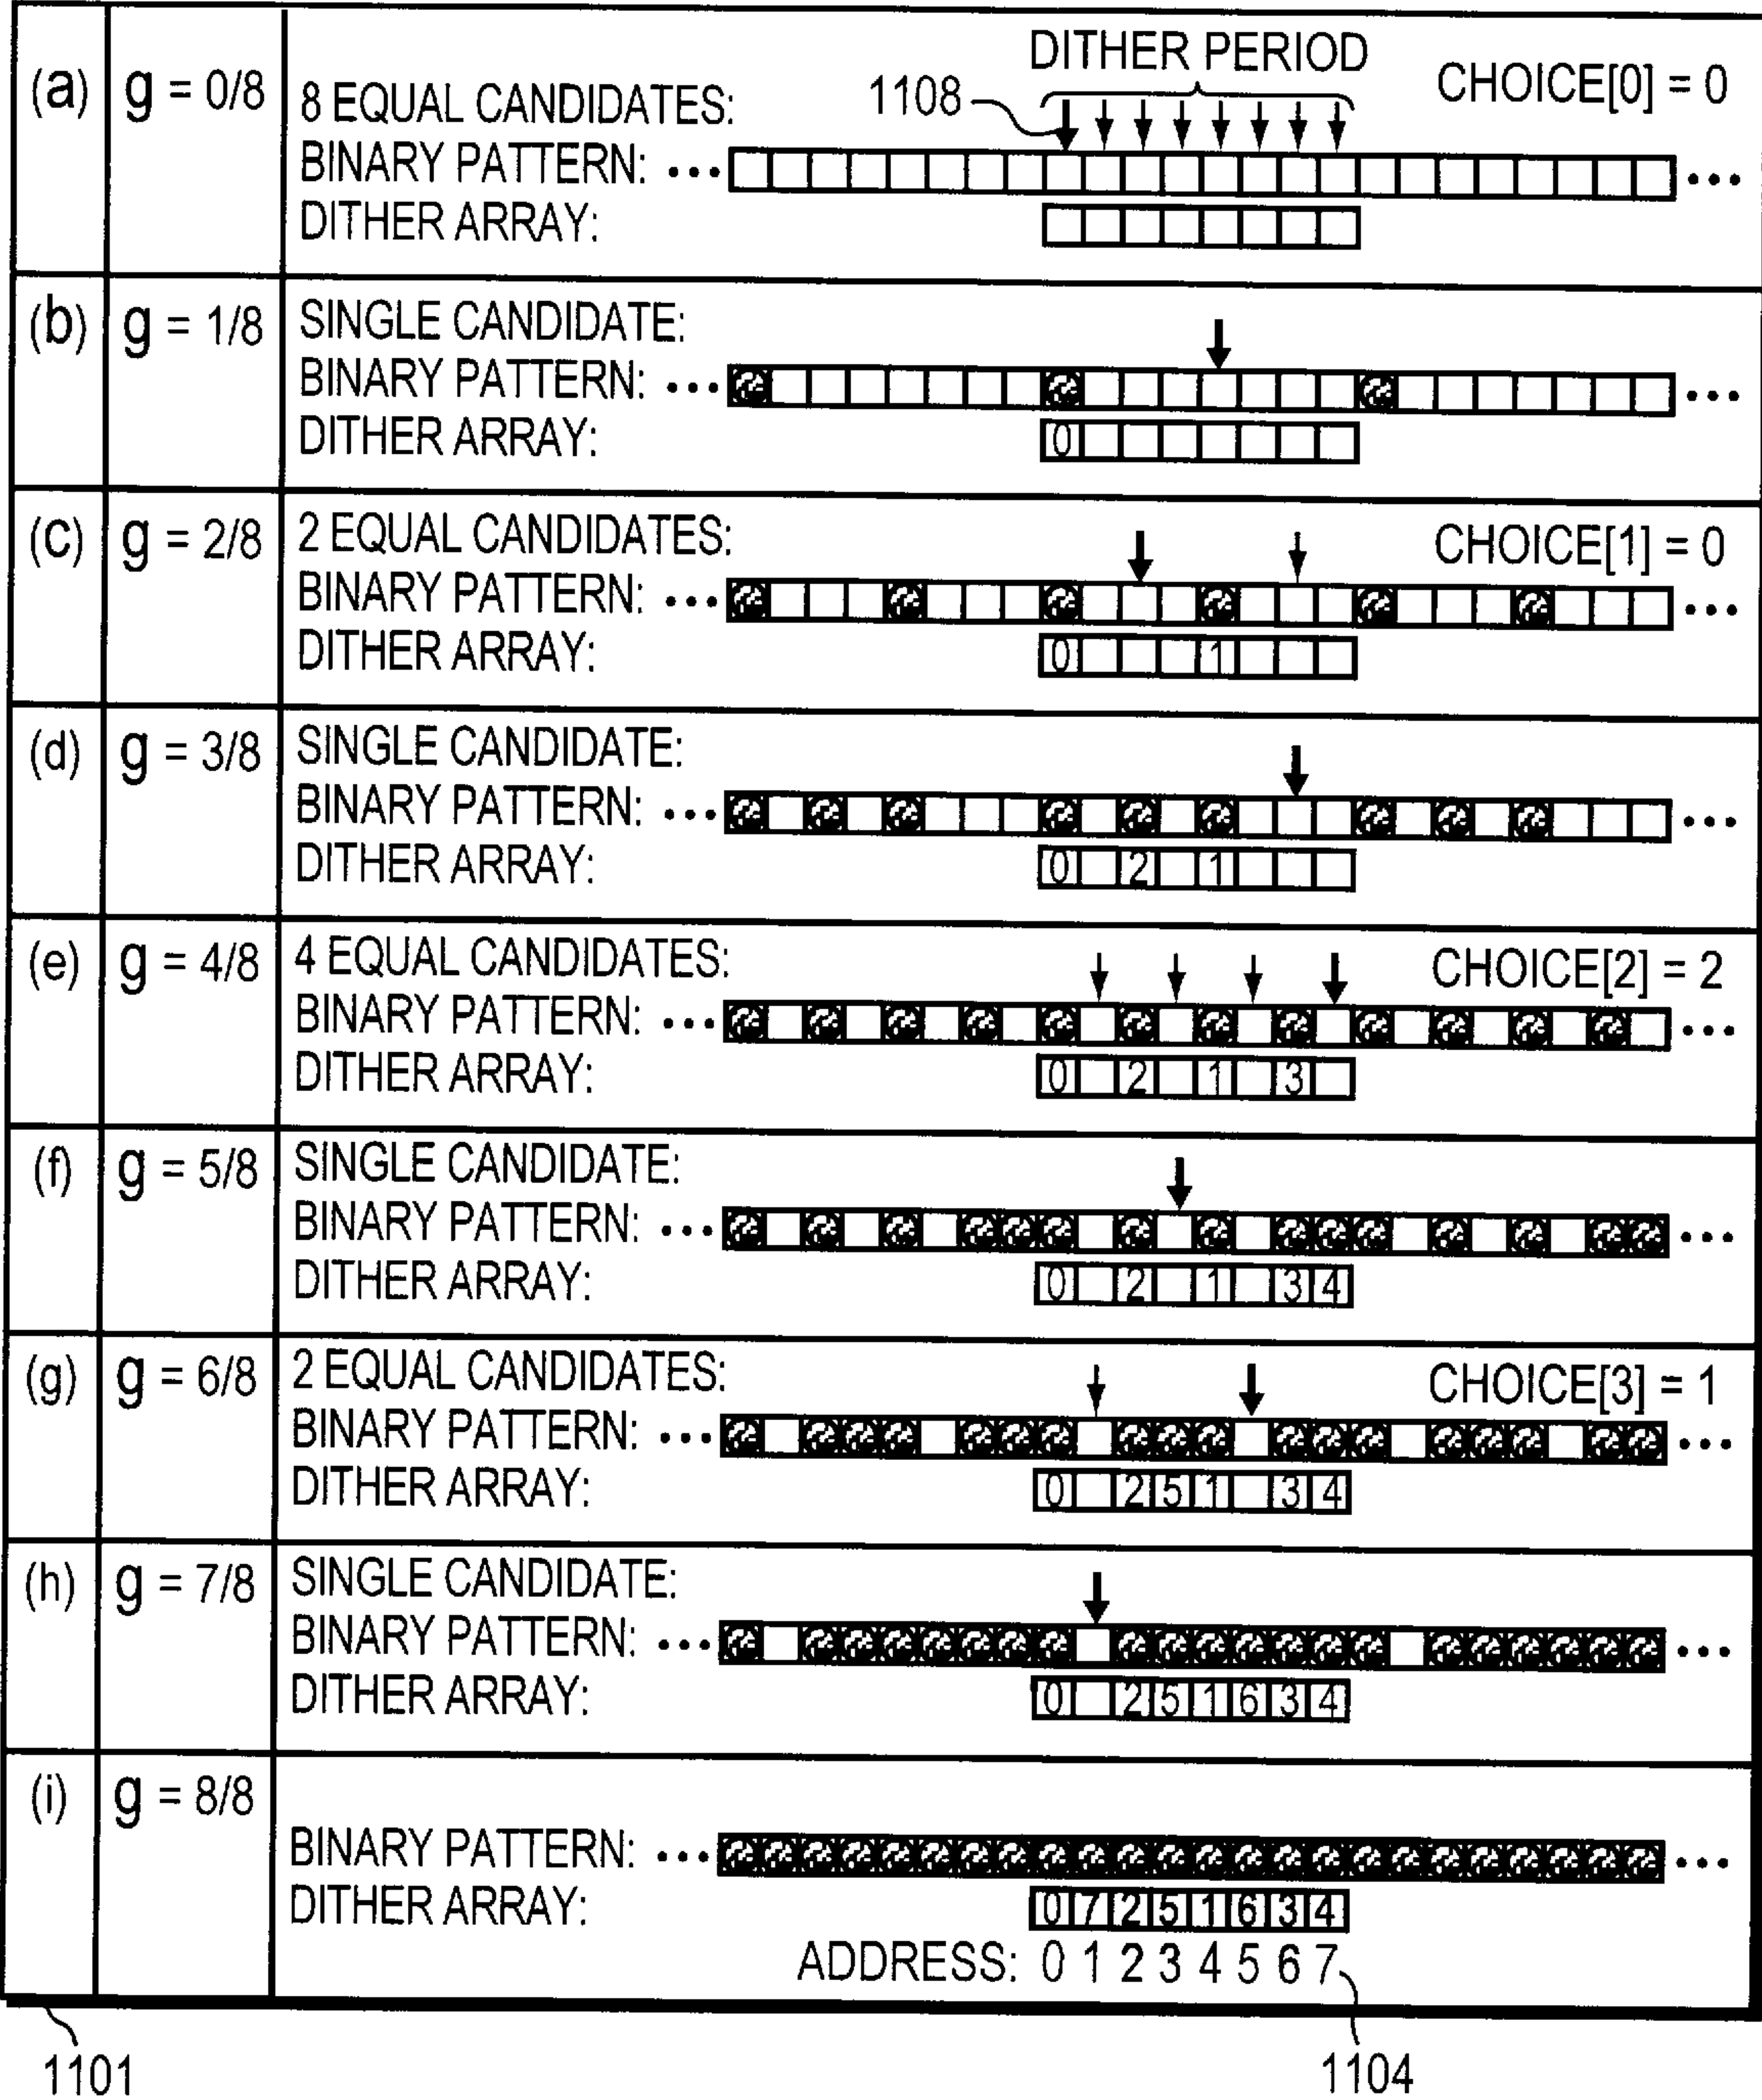 DITHER PERIOD
(a) g = 0/8 8 EQUAL CANDIDATES: 1108 CHOICE[0] = 0
BINARY PATTERN: ••• •••
DITHER ARRAY:
(b) g = 1/8 SINGLE CANDIDATE:
BINARY PATTERN: ••• •••
DITHER ARRAY: 0
(c) g = 2/8 2 EQUAL CANDIDATES: CHOICE[1] = 0
BINARY PATTERN: ••• •••
DITHER ARRAY: 0 1
(d) g = 3/8 SINGLE CANDIDATE:
BINARY PATTERN: ••• •••
DITHER ARRAY: 0 2 1
(e) g = 4/8 4 EQUAL CANDIDATES: CHOICE[2] = 2
BINARY PATTERN: ••• •••
DITHER ARRAY: 0 2 1 3
(f) g = 5/8 SINGLE CANDIDATE:
BINARY PATTERN: ••• •••
DITHER ARRAY: 0 2 1 3 4
(g) g = 6/8 2 EQUAL CANDIDATES: CHOICE[3] = 1
BINARY PATTERN: ••• •••
DITHER ARRAY: 0 2 5 1 3 4
(h) g = 7/8 SINGLE CANDIDATE:
BINARY PATTERN: ••• •••
DITHER ARRAY: 0 2 5 1 6 3 4
(i) g = 8/8
BINARY PATTERN: ••• •••
DITHER ARRAY: 0 7 2 5 1 6 3 4
ADDRESS: 0 1 2 3 4 5 6 7
1101 1104